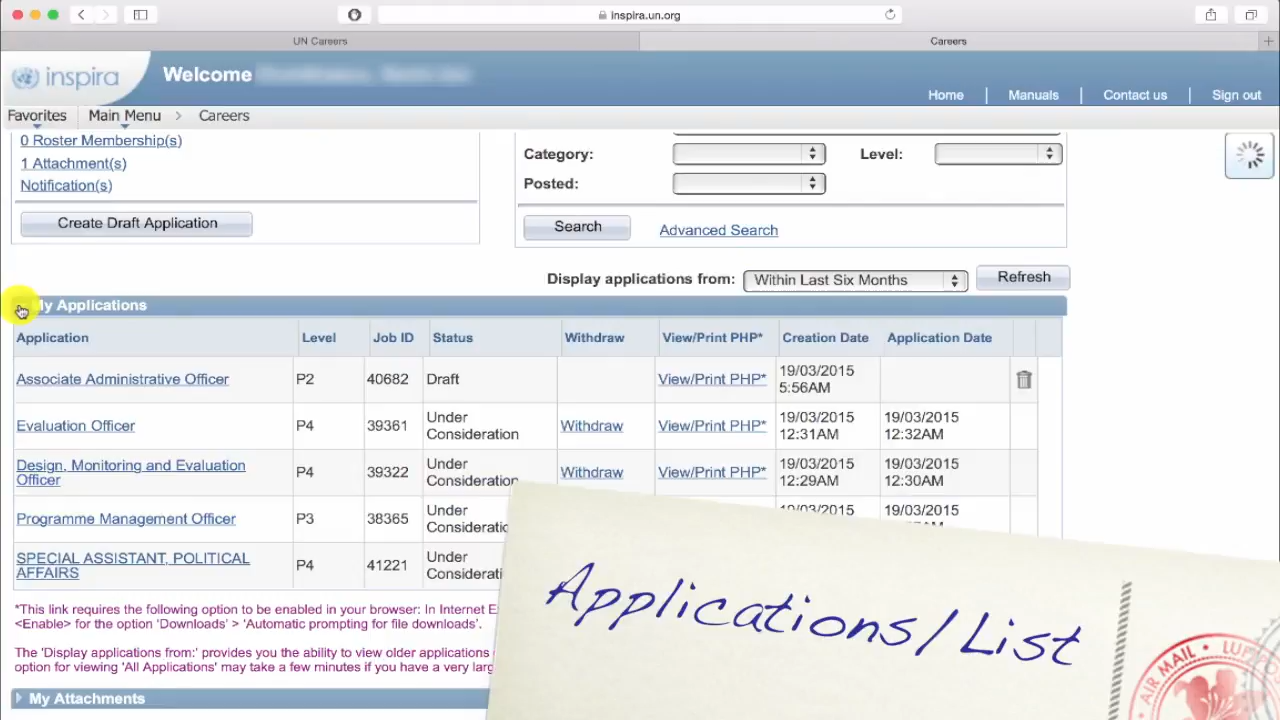 inspira.un.org
UN Careers
Careers
inspira
Welcome
Home | Manuals | Contact us | Sign out
Favorites Main Menu > Careers
0 Roster Membership(s)
1 Attachment(s)
Notification(s)
Create Draft Application
Category: Level:
Posted:
Search Advanced Search
Display applications from: Within Last Six Months Refresh
My Applications
Application Level Job ID Status Withdraw View/Print PHP* Creation Date Application Date
Associate Administrative Officer P2 40682 Draft View/Print PHP* 19/03/2015 5:56AM
Evaluation Officer P4 39361 Under Consideration Withdraw View/Print PHP* 19/03/2015 12:31AM 19/03/2015 12:32AM
Design, Monitoring and Evaluation Officer P4 39322 Under Consideration Withdraw View/Print PHP* 19/03/2015 12:29AM 19/03/2015 12:30AM
Programme Management Officer P3 38365 Under 19/03/2015 19/03/2015
SPECIAL ASSISTANT, POLITICAL AFFAIRS P4 41221 Under
*This link requires the following option to be enabled in your browser: In Internet
<Enable> for the option 'Downloads' > 'Automatic prompting for file downloads'.
The 'Display applications from:' provides you the ability to view older applications
option for viewing 'All Applications' may take a few minutes if you have a very
My Attachments
Applications/List
AIR MAIL